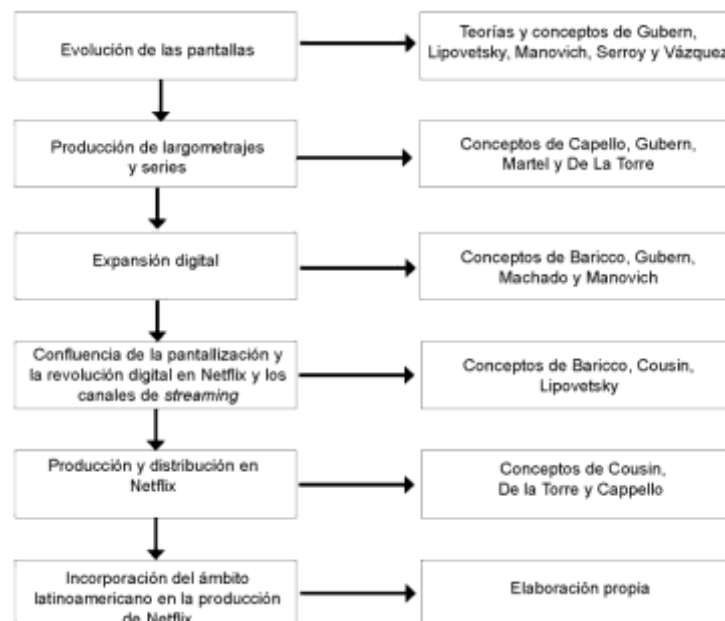 Evolución de las pantallas
Teorías y conceptos de Gubern,
Lipovetsky, Manovich, Serroy y Vázquez
Producción de largometrajes
y series
Conceptos de Capello, Gubern,
Martel y De La Torre
Expansión digital
Conceptos de Baricco, Gubern,
Machado y Manovich
Confluencia de la pantallización y
la revolución digital en Netflix y los
canales de streaming
Conceptos de Baricco, Cousin,
Lipovetsky
Producción y distribución en
Netflix
Conceptos de Cousin,
De la Torre y Cappello
Incorporación del ámbito
latinoamericano en la producción
de Netflix
Elaboración propia